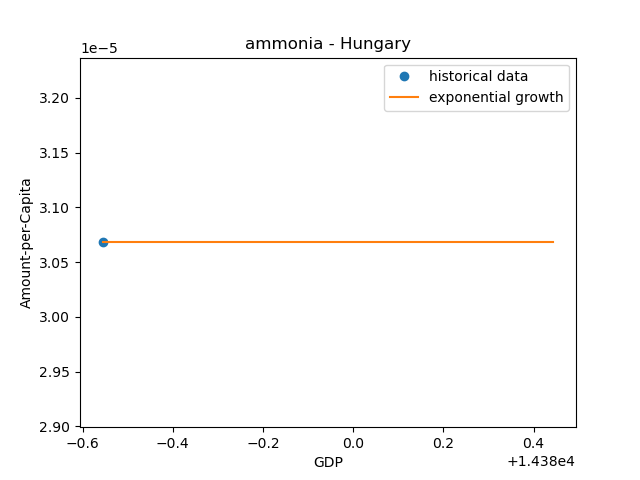 ammonia - Hungary
1e−5
historical data
exponential growth
3.20
3.15
3.10
3.05
3.00
2.95
2.90
Amount-per-Capita
−0.6 −0.4 −0.2 0.0 0.2 0.4
GDP
+1.438e4